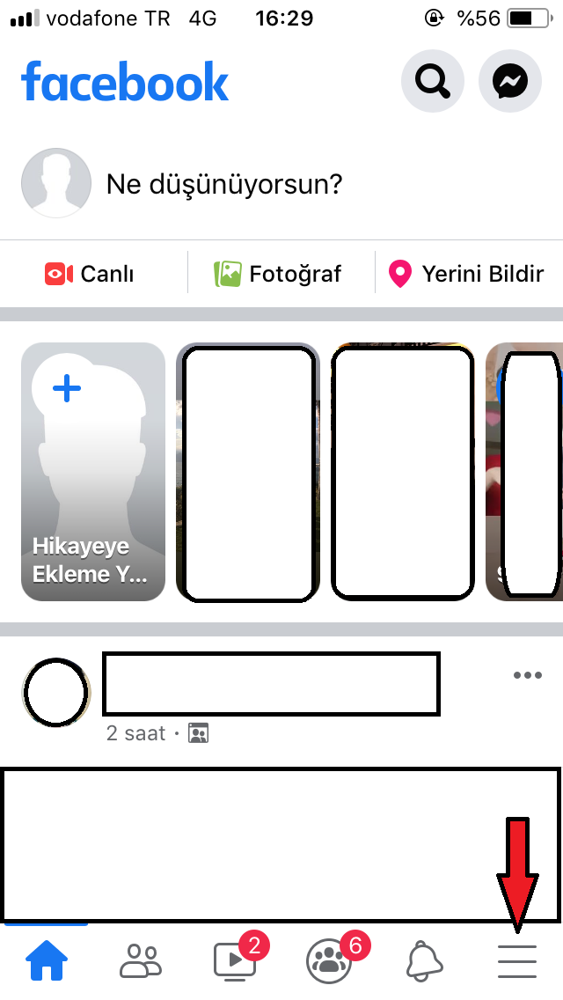 vodafone TR 4G 16:29 %56
facebook
Ne düşünüyorsun?
Canlı Fotoğraf Yerini Bildir
Hikayeye
Ekleme Y...
2 saat ·
2 6